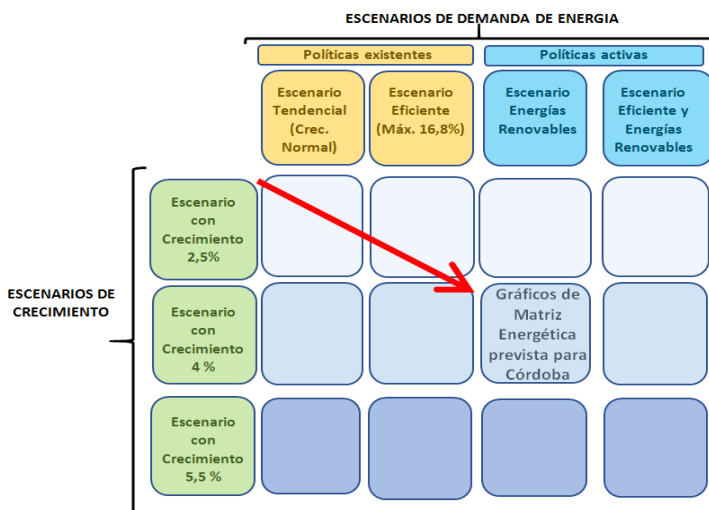 ESCENARIOS DE DEMANDA DE ENERGIA
Políticas existentes
Políticas activas
Escenario
Tendencial
(Crec.
Normal)
Escenario
Eficiente
(Máx. 16,8%)
Escenario
Energías
Renovables
Escenario
Eficiente y
Energías
Renovables
ESCENARIOS DE
CRECIMIENTO
Escenario
con
Crecimiento
2,5%
Escenario
con
Crecimiento
4 %
Gráficos de
Matriz
Energética
prevista para
Córdoba
Escenario
con
Crecimiento
5,5 %